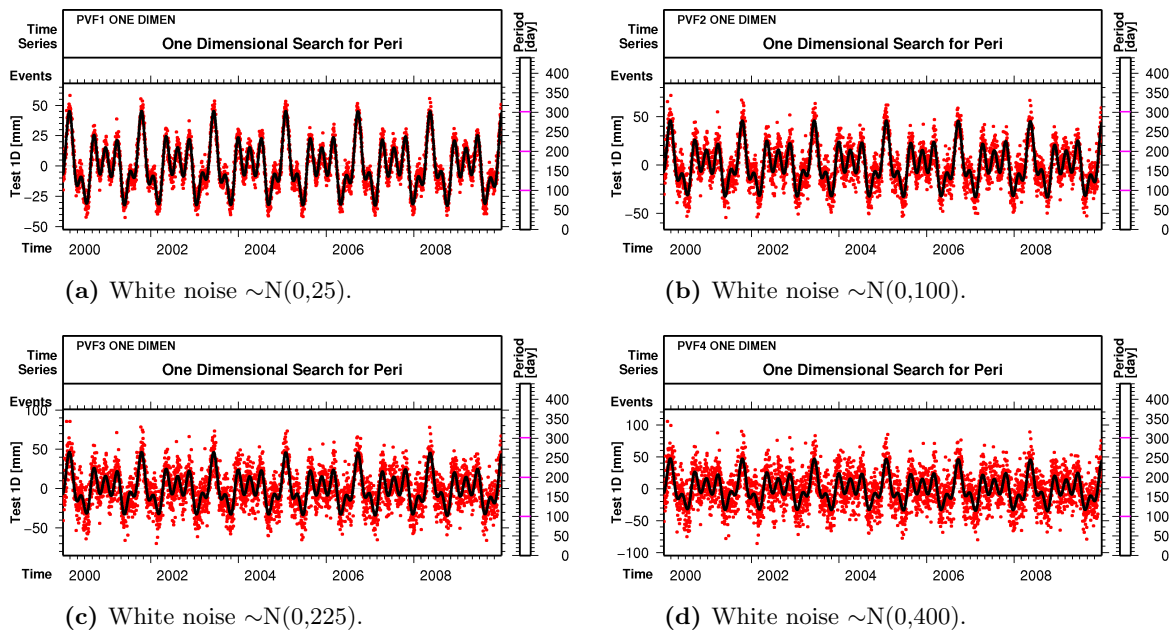 PVF1 ONE DIMEN
Time
Series
One Dimensional Search for Peri
Period
[day]
Events
400
350
300
250
200
150
100
50
0
Test 1D [mm]
50
25
0
−25
−50
Time
2000 2002 2004 2006 2008
(a) White noise ∼N(0,25).
PVF2 ONE DIMEN
Time
Series
One Dimensional Search for Peri
Period
[day]
Events
400
350
300
250
200
150
100
50
0
Test 1D [mm]
50
0
−50
Time
2000 2002 2004 2006 2008
(b) White noise ∼N(0,100).
PVF3 ONE DIMEN
Time
Series
One Dimensional Search for Peri
Period
[day]
Events
400
350
300
250
200
150
100
50
0
Test 1D [mm]
100
50
0
−50
Time
2000 2002 2004 2006 2008
(c) White noise ∼N(0,225).
PVF4 ONE DIMEN
Time
Series
One Dimensional Search for Peri
Period
[day]
Events
400
350
300
250
200
150
100
50
0
Test 1D [mm]
100
50
0
−50
−100
Time
2000 2002 2004 2006 2008
(d) White noise ∼N(0,400).